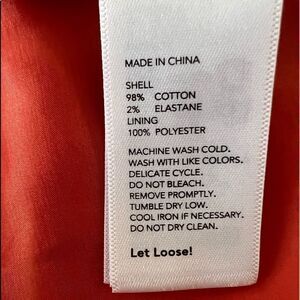 MADE IN CHINA
SHELL
98% COTTON
2% ELASTANE
LINING
100% POLYESTER
MACHINE WASH COLD.
WASH WITH LIKE COLORS.
DELICATE CYCLE.
DO NOT BLEACH.
REMOVE PROMPTLY.
TUMBLE DRY LOW.
COOL IRON IF NECESSARY.
DO NOT DRY CLEAN.
Let Loose!